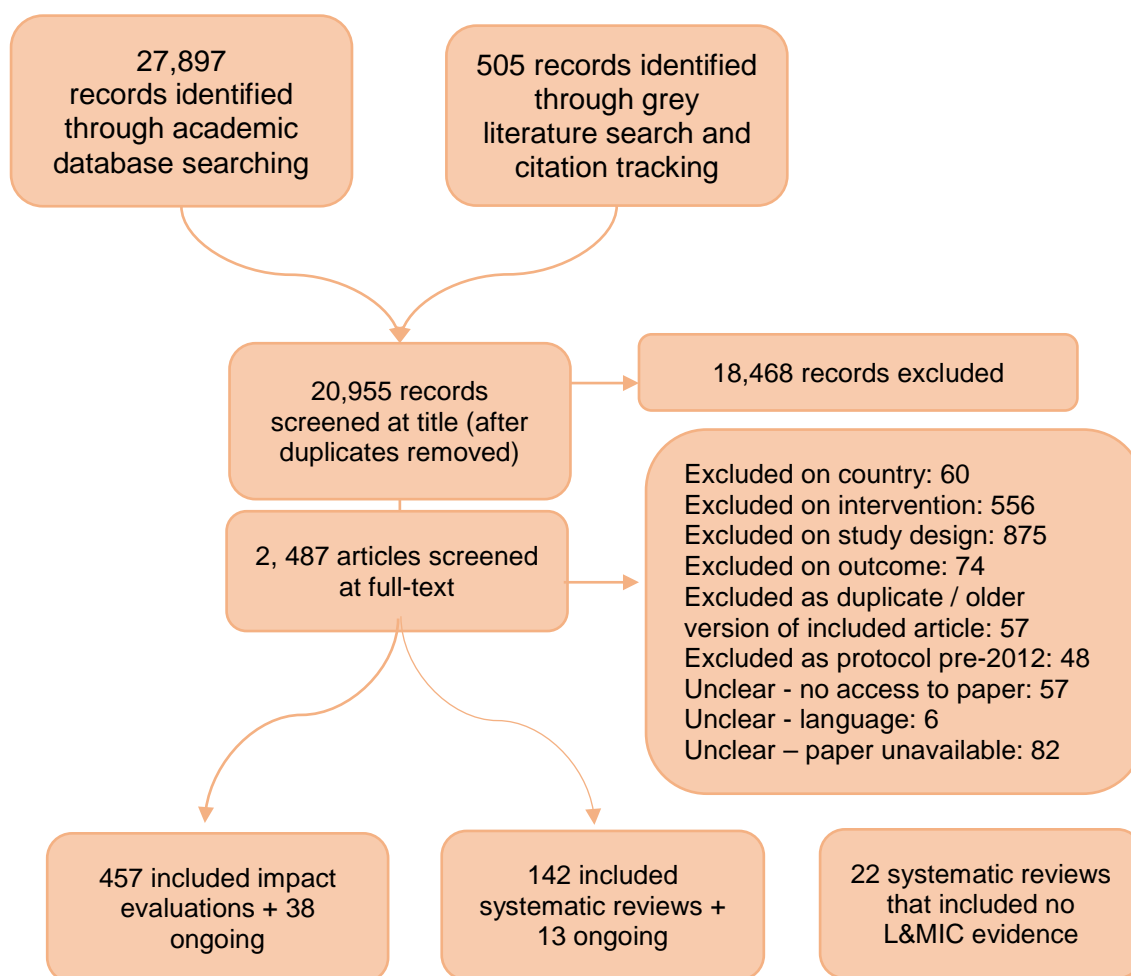 27,897
records identified
through academic
database searching
505 records identified
through grey
literature search and
citation tracking
20,955 records
screened at title (after
duplicates removed)
18,468 records excluded
2, 487 articles screened
at full-text
Excluded on country: 60
Excluded on intervention: 556
Excluded on study design: 875
Excluded on outcome: 74
Excluded as duplicate / older
version of included article: 57
Excluded as protocol pre-2012: 48
Unclear - no access to paper: 57
Unclear - language: 6
Unclear – paper unavailable: 82
457 included impact
evaluations + 38
ongoing
142 included
systematic reviews +
13 ongoing
22 systematic reviews
that included no
L&MIC evidence